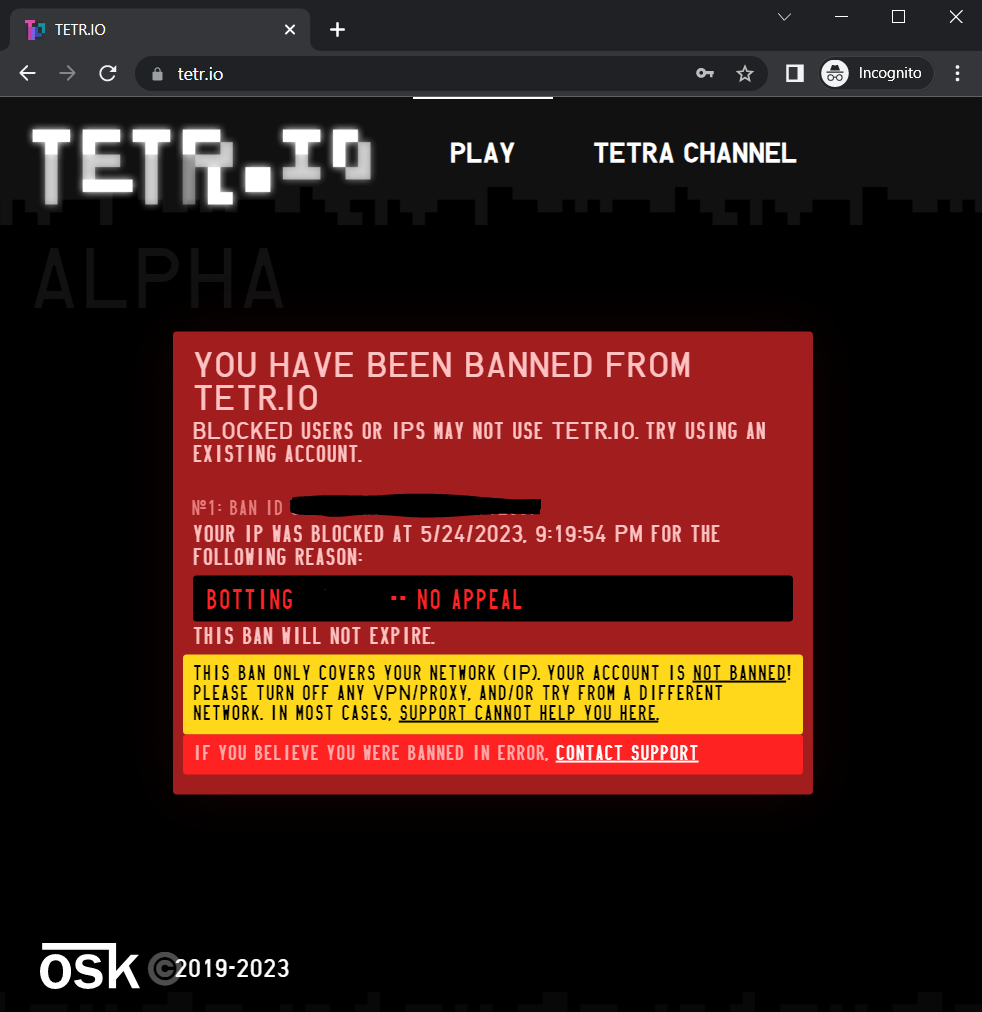 TETR.IO
tetr.io
Incognito
TETR.IO
PLAY
TETRA CHANNEL
ALPHA
YOU HAVE BEEN BANNED FROM
TETR.IO
BLOCKED USERS OR IPS MAY NOT USE TETR.IO. TRY USING AN
EXISTING ACCOUNT.
Nº1: BAN ID
YOUR IP WAS BLOCKED AT 5/24/2023, 9:19:54 PM FOR THE
FOLLOWING REASON:
BOTTING -- NO APPEAL
THIS BAN WILL NOT EXPIRE.
THIS BAN ONLY COVERS YOUR NETWORK (IP). YOUR ACCOUNT IS NOT BANNED!
PLEASE TURN OFF ANY VPN/PROXY, AND/OR TRY FROM A DIFFERENT
NETWORK. IN MOST CASES, SUPPORT CANNOT HELP YOU HERE.
IF YOU BELIEVE YOU WERE BANNED IN ERROR, CONTACT SUPPORT
osk ©2019-2023